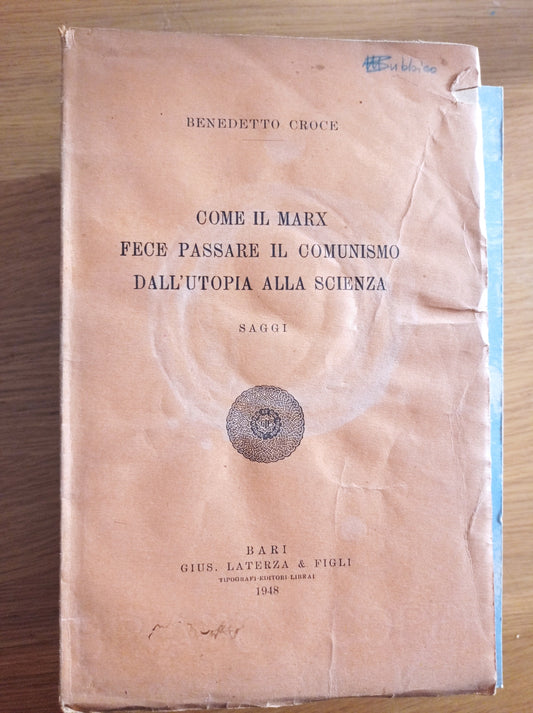 Bubbico
BENEDETTO CROCE
COME IL MARX
FECE PASSARE IL COMUNISMO
DALL'UTOPIA ALLA SCIENZA
SAGGI
BARI
GIUS. LATERZA & FIGLI
TIPOGRAFI-EDITORI-LIBRAI
1948